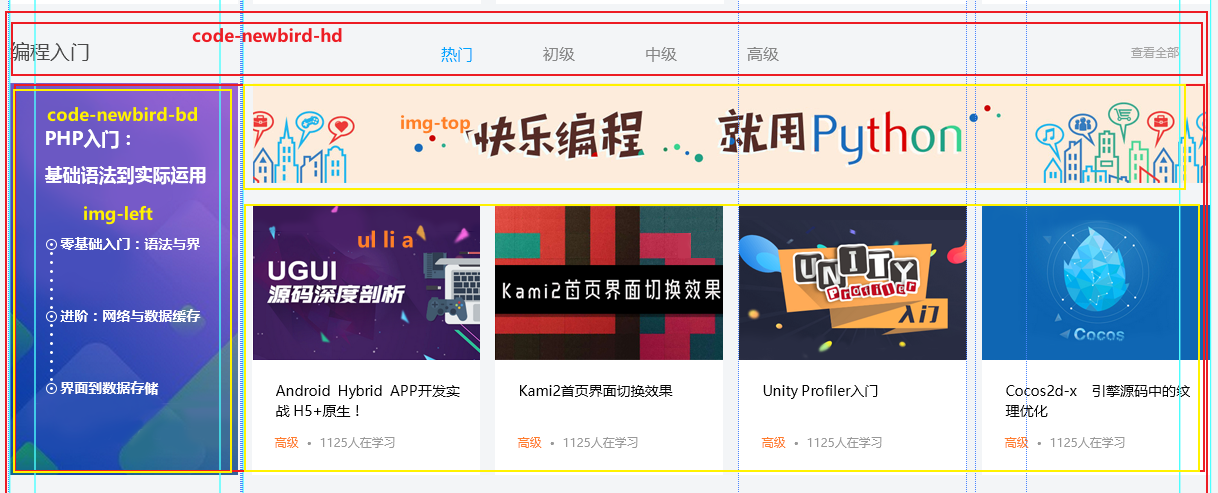 code-newbird-hd
编程入门
热门 初级 中级 高级 查看全部
code-newbird-bd
PHP入门：
基础语法到实际运用
img-left
零基础入门：语法与界
进阶：网络与数据缓存
界面到数据存储
img-top
快乐编程 就用Python
ul li a
UGUI
源码深度剖析
Kami2首页界面切换效果
UNITY
Profiler
入门
Cocos
Android Hybrid APP开发实
战 H5+原生！
高级 • 1125人在学习
Kami2首页界面切换效果
高级 • 1125人在学习
Unity Profiler入门
高级 • 1125人在学习
Cocos2d-x 引擎源码中的纹
理优化
高级 • 1125人在学习